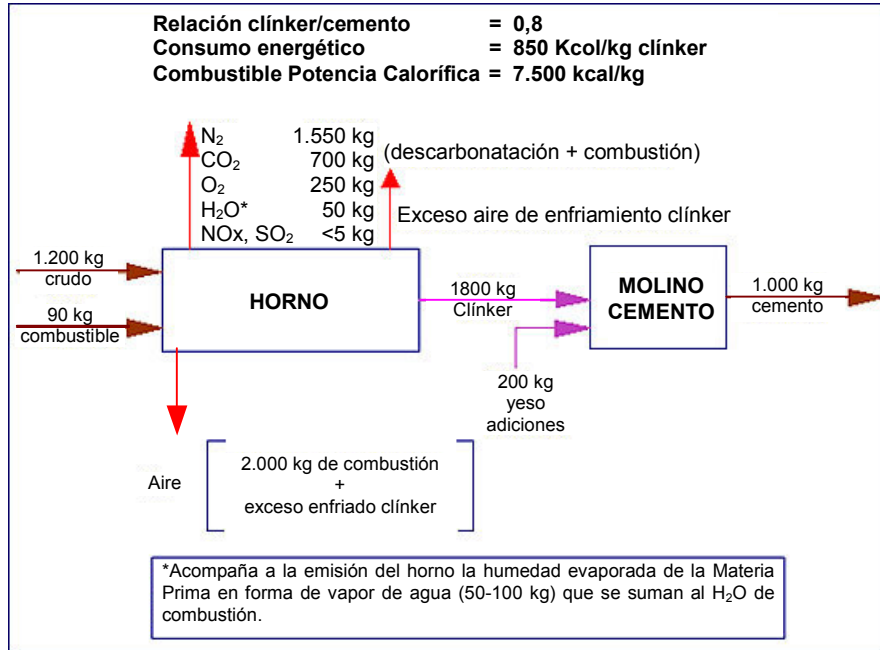 Relación clínker/cemento = 0,8
Consumo energético = 850 Kcol/kg clínker
Combustible Potencia Calorífica = 7.500 kcal/kg
N₂ 1.550 kg
CO₂ 700 kg
(descarbonatación + combustión)
O₂ 250 kg
H₂O* 50 kg
Exceso aire de enfriamiento clínker
NOx, SO₂ <5 kg
1.200 kg
crudo
90 kg
combustible
HORNO
1800 kg
Clínker
MOLINO
CEMENTO
1.000 kg
cemento
200 kg
yeso
adiciones
Aire
2.000 kg de combustión
+
exceso enfriado clínker
*Acompaña a la emisión del horno la humedad evaporada de la Materia
Prima en forma de vapor de agua (50-100 kg) que se suman al H₂O de
combustión.